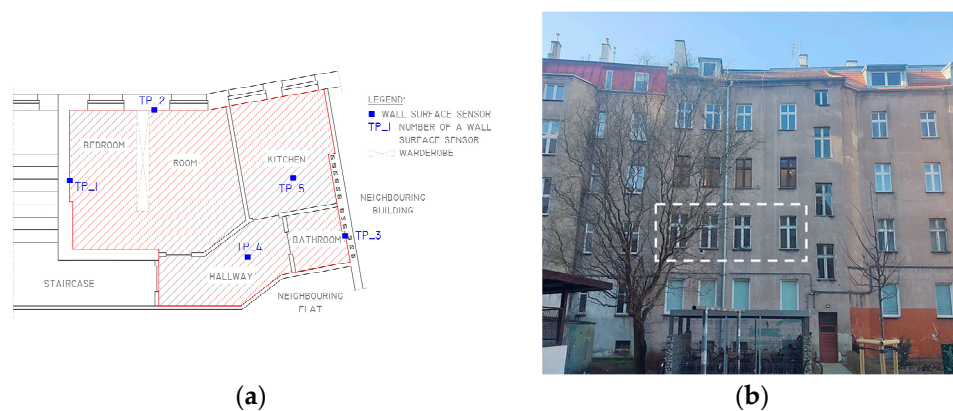 TP_2
LEGEND:
WALL SURFACE SENSOR
TP_1 NUMBER OF A WALL
SURFACE SENSOR
WARDEROBE
BEDROOM
ROOM
KITCHEN
TP_1
TP_5
NEIGHBOURING
BUILDING
BATHROOM
TP_3
TP_4
HALLWAY
STAIRCASE
NEIGHBOURING
FLAT
(a)
(b)